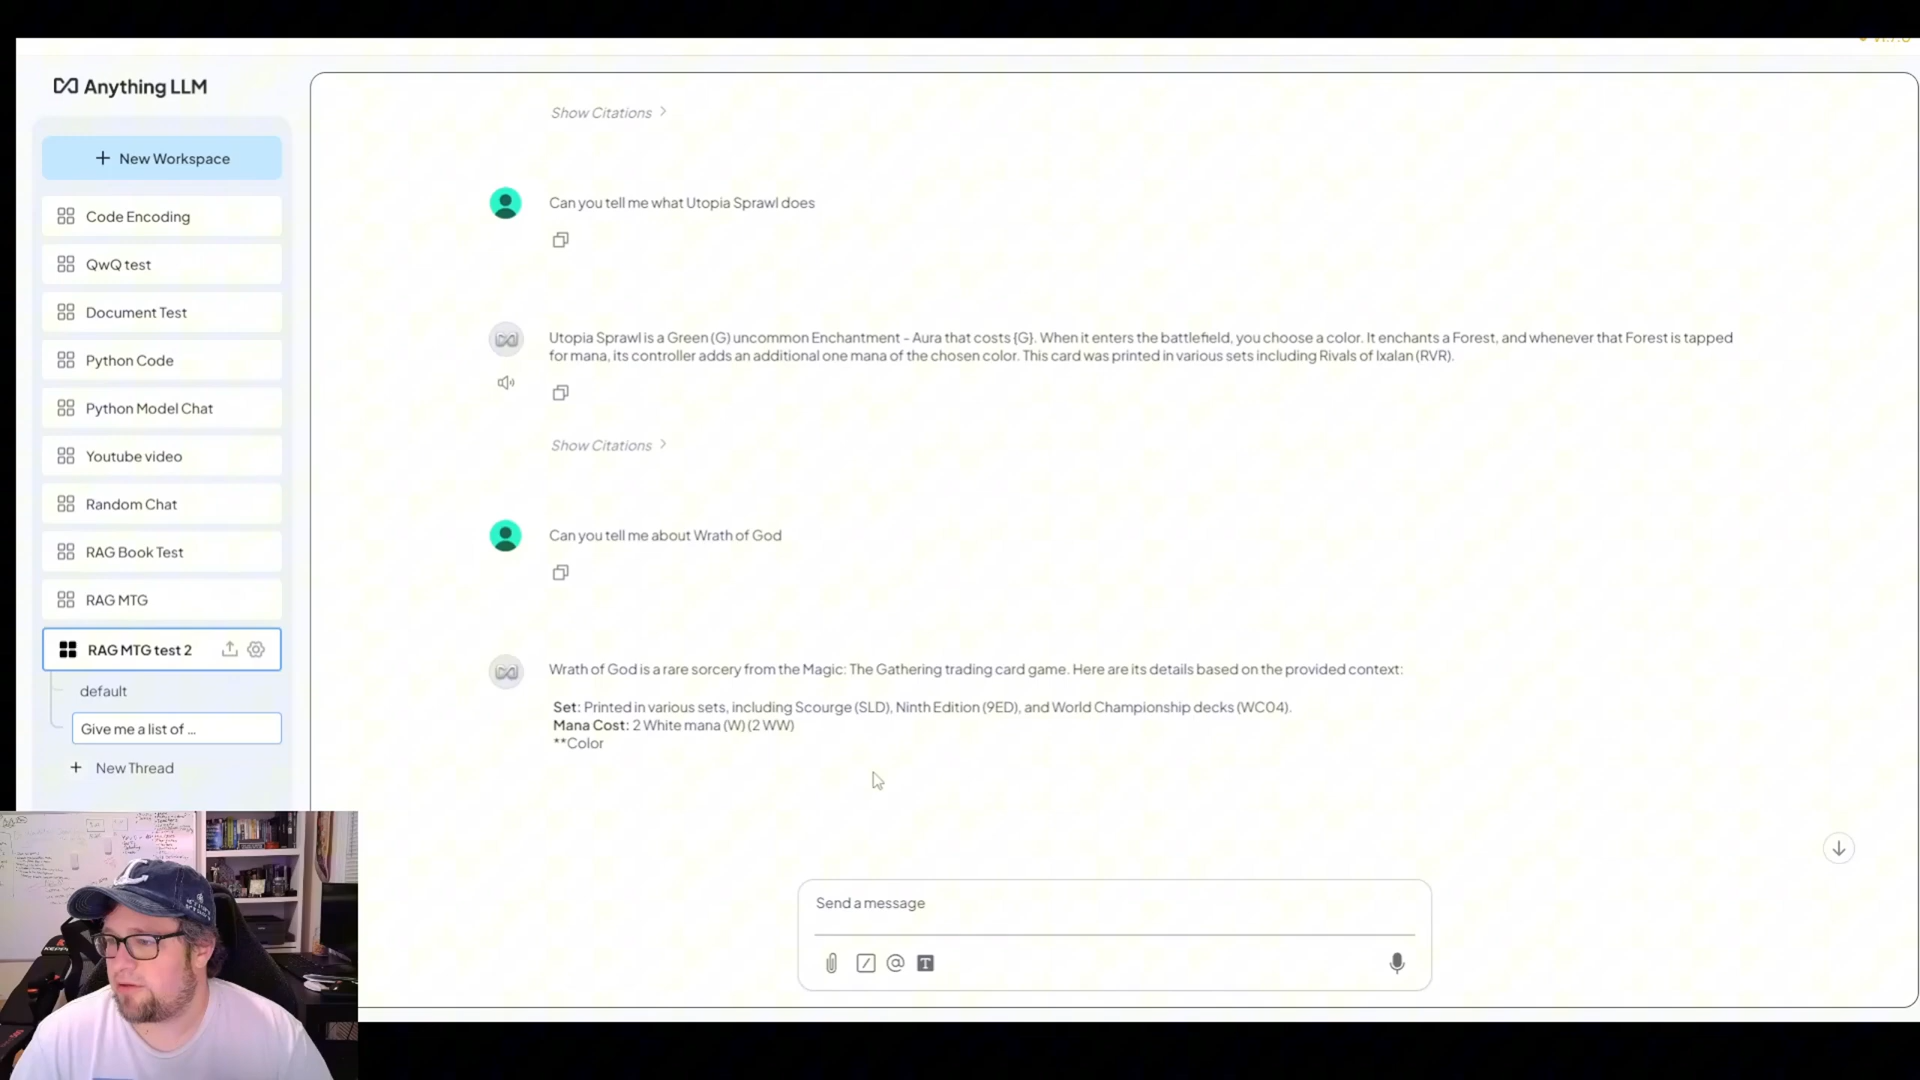 Anything LLM
New Workspace
Code Encoding
QwQ test
Document Test
Python Code
Python Model Chat
Youtube video
Random Chat
RAG Book Test
RAG MTG
RAG MTG test 2
default
Give me a list of ...
New Thread
Show Citations
Can you tell me what Utopia Sprawl does
Utopia Sprawl is a Green (G) uncommon Enchantment - Aura that costs {G}. When it enters the battlefield, you choose a color. It enchants a Forest, and whenever that Forest is tapped
for mana, its controller adds an additional one mana of the chosen color. This card was printed in various sets including Rivals of Ixalan (RVR).
Show Citations
Can you tell me about Wrath of God
Wrath of God is a rare sorcery from the Magic: The Gathering trading card game. Here are its details based on the provided context:
Set: Printed in various sets, including Scourge (SLD), Ninth Edition (9ED), and World Championship decks (WC04).
Mana Cost: 2 White mana (W) (2 WW)
**Color
Send a message